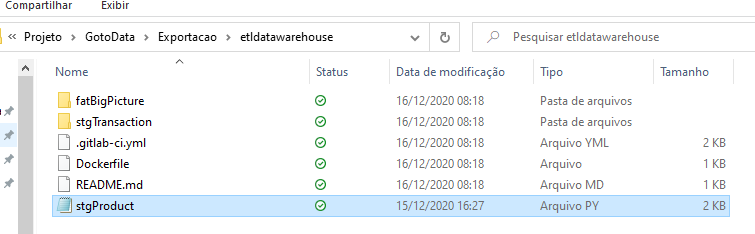 Compartilhar Exibir
« Projeto > GotoData > Exportacao > etldatawarehouse Pesquisar etldatawarehouse
Nome Status Data de modificação Tipo Tamanho
fatBigPicture 16/12/2020 08:18 Pasta de arquivos
stgTransaction 16/12/2020 08:18 Pasta de arquivos
.gitlab-ci.yml 16/12/2020 08:18 Arquivo YML 2 KB
Dockerfile 16/12/2020 08:18 Arquivo 1 KB
README.md 16/12/2020 08:18 Arquivo MD 1 KB
stgProduct 15/12/2020 16:27 Arquivo PY 2 KB